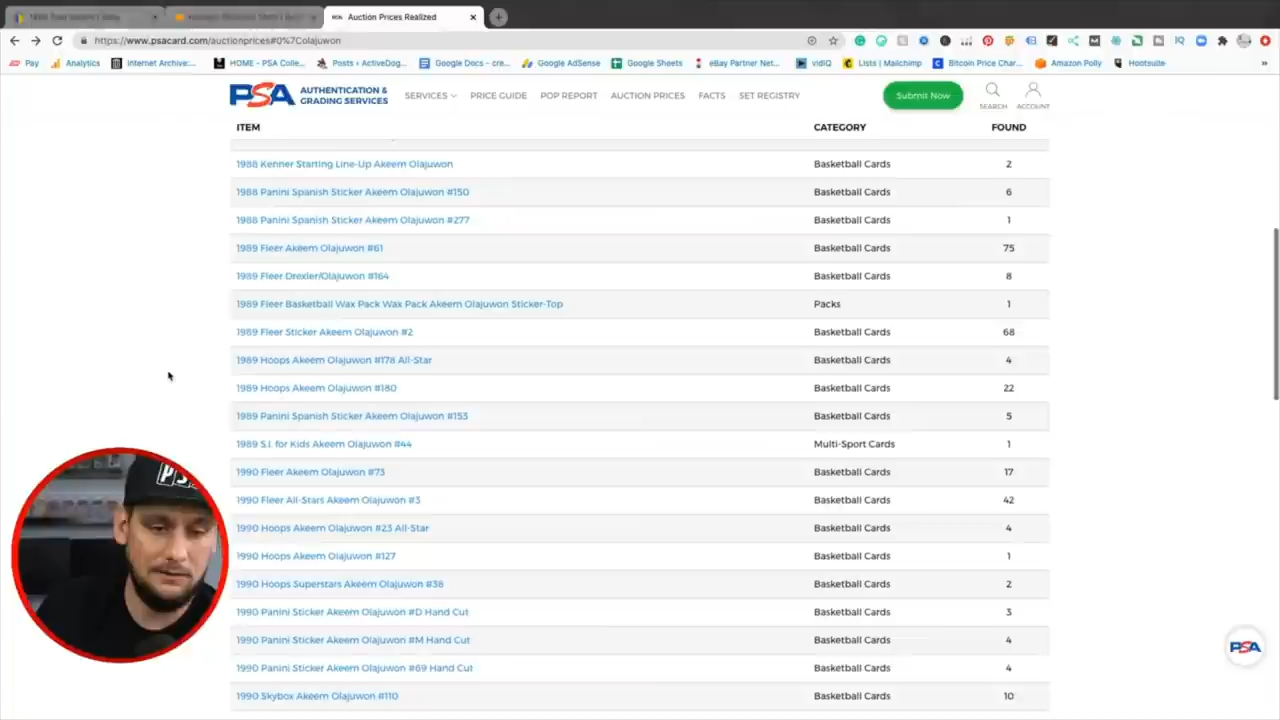 Auction Prices Realized
https://www.psacard.com/auctionprices#0%7Colajuwon
Pay Analytics Internet Archive:... HOME - PSA Colle... Posts ‹ ActiveDog... Google Docs - cre... Google AdSense Google Sheets eBay Partner Net... vidIQ Lists | Mailchimp Bitcoin Price Char... Amazon Polly Hootsuite »
PSA AUTHENTICATION & GRADING SERVICES
SERVICES PRICE GUIDE POP REPORT AUCTION PRICES FACTS SET REGISTRY Submit Now SEARCH ACCOUNT
ITEM CATEGORY FOUND
1988 Kenner Starting Line-Up Akeem Olajuwon Basketball Cards 2
1988 Panini Spanish Sticker Akeem Olajuwon #150 Basketball Cards 6
1988 Panini Spanish Sticker Akeem Olajuwon #277 Basketball Cards 1
1989 Fleer Akeem Olajuwon #61 Basketball Cards 75
1989 Fleer Drexler/Olajuwon #164 Basketball Cards 8
1989 Fleer Basketball Wax Pack Wax Pack Akeem Olajuwon Sticker-Top Packs 1
1989 Fleer Sticker Akeem Olajuwon #2 Basketball Cards 68
1989 Hoops Akeem Olajuwon #178 All-Star Basketball Cards 4
1989 Hoops Akeem Olajuwon #180 Basketball Cards 22
1989 Panini Spanish Sticker Akeem Olajuwon #153 Basketball Cards 5
1989 S.I. for Kids Akeem Olajuwon #44 Multi-Sport Cards 1
1990 Fleer Akeem Olajuwon #73 Basketball Cards 17
1990 Fleer All-Stars Akeem Olajuwon #3 Basketball Cards 42
1990 Hoops Akeem Olajuwon #23 All-Star Basketball Cards 4
1990 Hoops Akeem Olajuwon #127 Basketball Cards 1
1990 Hoops Superstars Akeem Olajuwon #38 Basketball Cards 2
1990 Panini Sticker Akeem Olajuwon #D Hand Cut Basketball Cards 3
1990 Panini Sticker Akeem Olajuwon #M Hand Cut Basketball Cards 4
1990 Panini Sticker Akeem Olajuwon #69 Hand Cut Basketball Cards 4
1990 Skybox Akeem Olajuwon #110 Basketball Cards 10
PSA
PSA